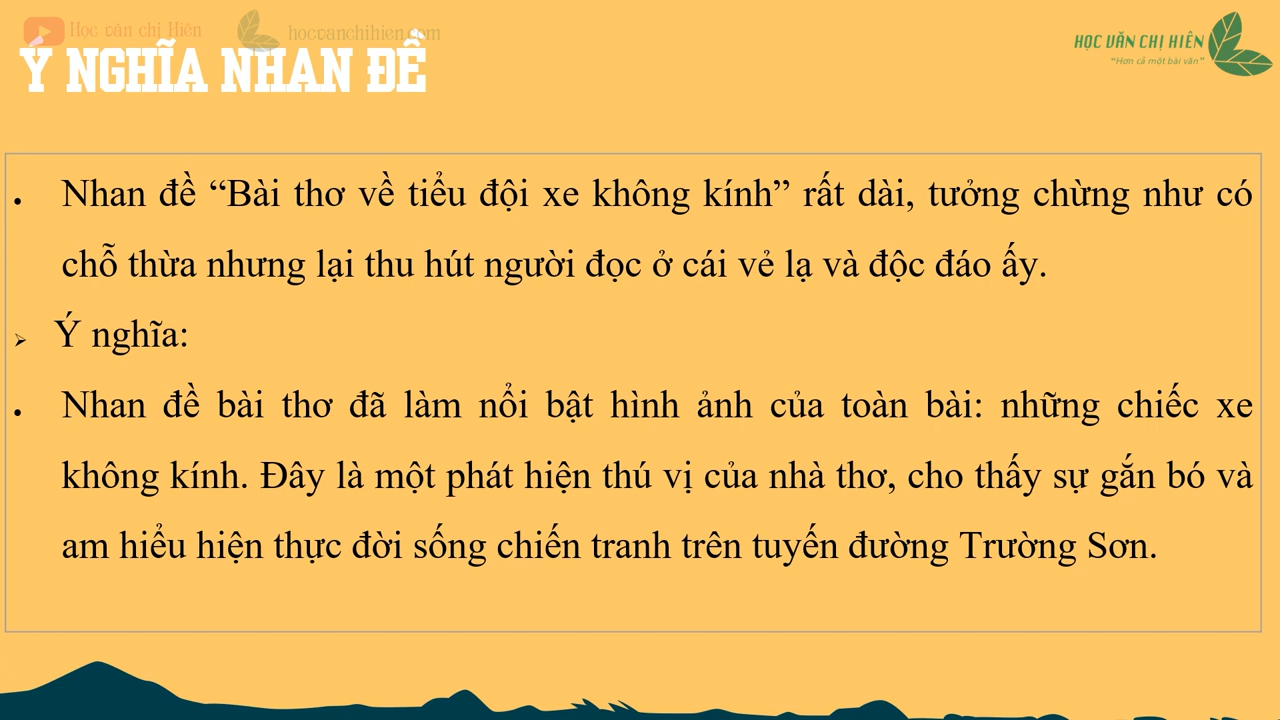 Học văn chị Hiên
hocvanchihien.com
Ý NGHĨA NHAN ĐỀ
HỌC VĂN CHỊ HIÊN
“Hơn cả một bài văn”
• Nhan đề “Bài thơ về tiểu đội xe không kính” rất dài, tưởng chừng như có
chỗ thừa nhưng lại thu hút người đọc ở cái vẻ lạ và độc đáo ấy.
➢ Ý nghĩa:
• Nhan đề bài thơ đã làm nổi bật hình ảnh của toàn bài: những chiếc xe
không kính. Đây là một phát hiện thú vị của nhà thơ, cho thấy sự gắn bó và
am hiểu hiện thực đời sống chiến tranh trên tuyến đường Trường Sơn.